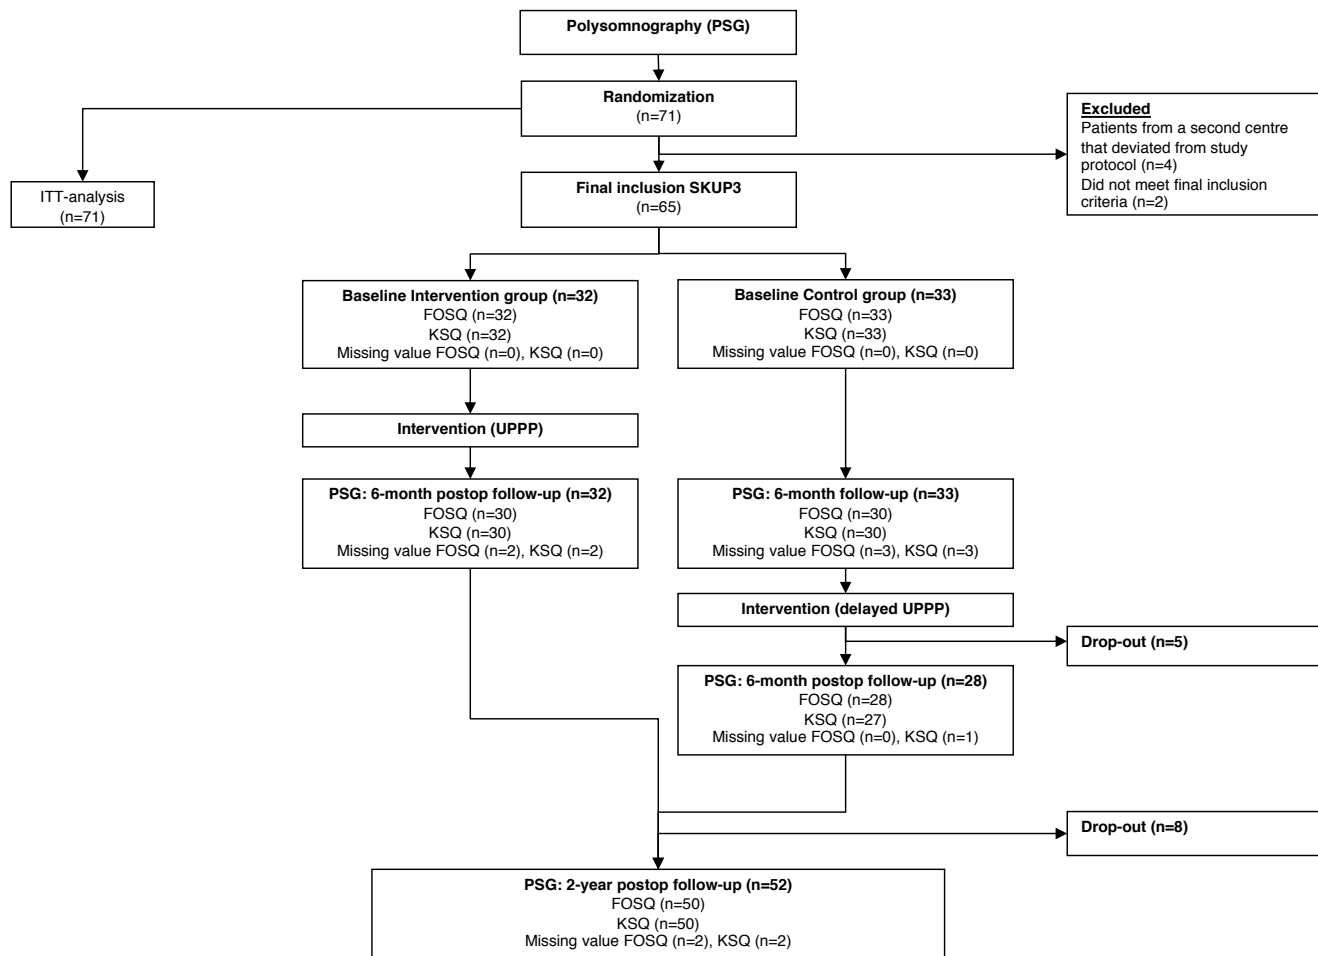 Polysomnography (PSG)
Randomization
(n=71)
Excluded
Patients from a second centre
that deviated from study
protocol (n=4)
Did not meet final inclusion
criteria (n=2)
ITT-analysis
(n=71)
Final inclusion SKUP3
(n=65)
Baseline Intervention group (n=32)
FOSQ (n=32)
KSQ (n=32)
Missing value FOSQ (n=0), KSQ (n=0)
Baseline Control group (n=33)
FOSQ (n=33)
KSQ (n=33)
Missing value FOSQ (n=0), KSQ (n=0)
Intervention (UPPP)
PSG: 6-month postop follow-up (n=32)
FOSQ (n=30)
KSQ (n=30)
Missing value FOSQ (n=2), KSQ (n=2)
PSG: 6-month follow-up (n=33)
FOSQ (n=30)
KSQ (n=30)
Missing value FOSQ (n=3), KSQ (n=3)
Intervention (delayed UPPP)
Drop-out (n=5)
PSG: 6-month postop follow-up (n=28)
FOSQ (n=28)
KSQ (n=27)
Missing value FOSQ (n=0), KSQ (n=1)
Drop-out (n=8)
PSG: 2-year postop follow-up (n=52)
FOSQ (n=50)
KSQ (n=50)
Missing value FOSQ (n=2), KSQ (n=2)